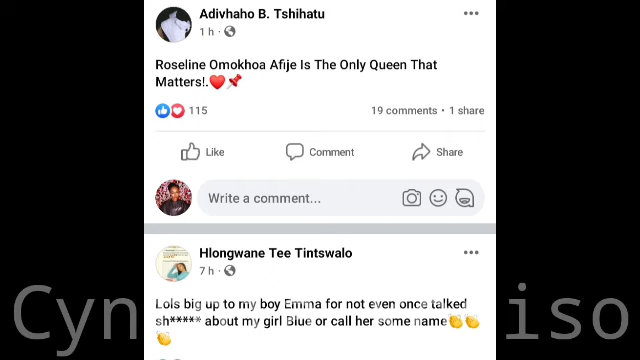 Adivhaho B. Tshihatu
1 h ·
Roseline Omokhoa Afije Is The Only Queen That
Matters!.❤️📌
115
19 comments • 1 share
Like
Comment
Share
Write a comment...
Hlongwane Tee Tintswalo
7 h ·
Lols big up to my boy Emma for not even once talked
sh***** about my girl Blue or call her some name👏👏
👏
Cyn
iso